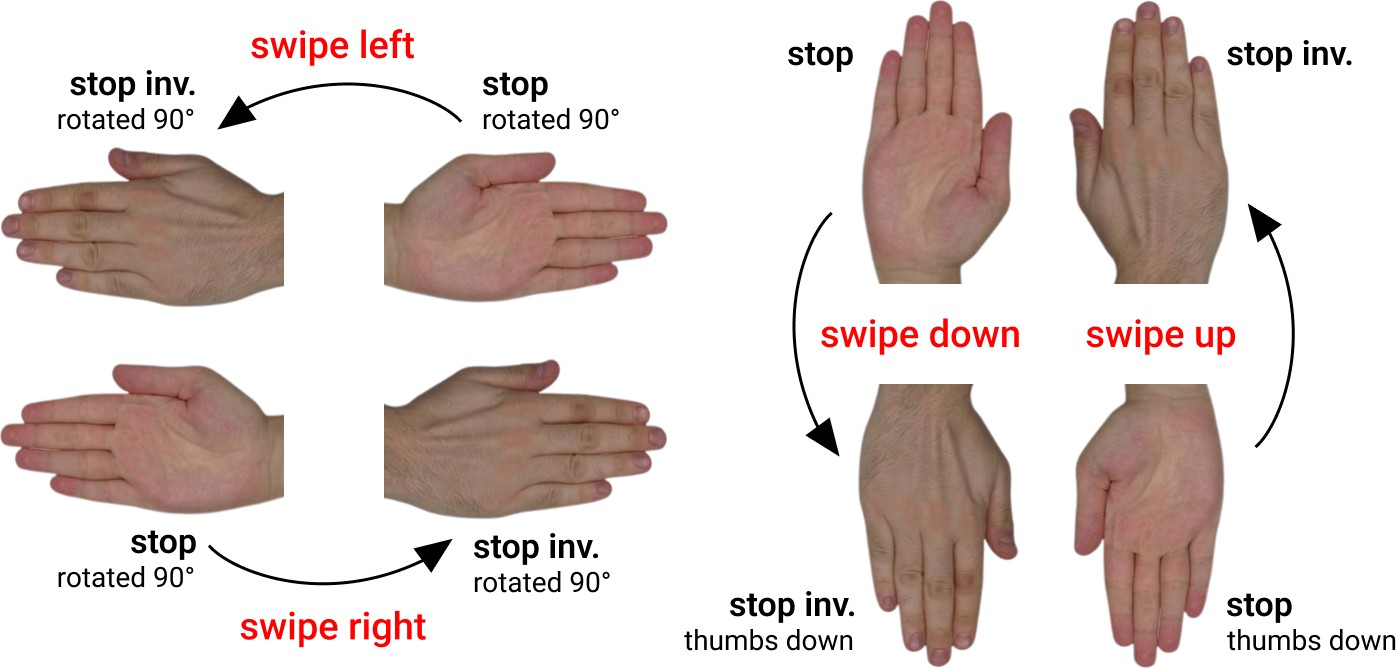 swipe left
stop inv.
rotated 90°
stop
rotated 90°
stop
rotated 90°
stop inv.
rotated 90°
swipe right
stop
stop inv.
swipe down
swipe up
stop inv.
thumbs down
stop
thumbs down